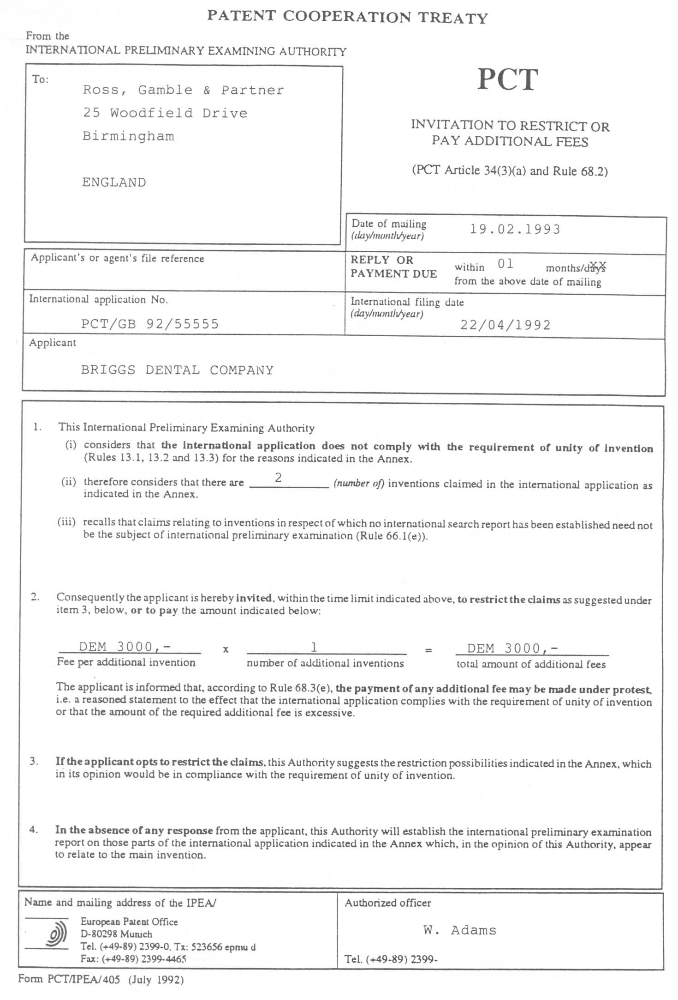 PATENT COOPERATION TREATY
From the
INTERNATIONAL PRELIMINARY EXAMINING AUTHORITY
To:
Ross, Gamble & Partner
25 Woodfield Drive
Birmingham
ENGLAND
PCT
INVITATION TO RESTRICT OR
PAY ADDITIONAL FEES
(PCT Article 34(3)(a) and Rule 68.2)
Date of mailing
(day/month/year)
19.02.1993
Applicant's or agent's file reference
REPLY OR
PAYMENT DUE
within 01 months/days
from the above date of mailing
International application No.
PCT/GB 92/55555
International filing date
(day/month/year)
22/04/1992
Applicant
BRIGGS DENTAL COMPANY
1. This International Preliminary Examining Authority
(i) considers that the international application does not comply with the requirement of unity of invention
(Rules 13.1, 13.2 and 13.3) for the reasons indicated in the Annex.
(ii) therefore considers that there are 2 (number of) inventions claimed in the international application as
indicated in the Annex.
(iii) recalls that claims relating to inventions in respect of which no international search report has been established need not
be the subject of international preliminary examination (Rule 66.1(e)).
2. Consequently the applicant is hereby invited, within the time limit indicated above, to restrict the claims as suggested under
item 3, below, or to pay the amount indicated below:
DEM 3000,- x 1 = DEM 3000,-
Fee per additional invention number of additional inventions total amount of additional fees
The applicant is informed that, according to Rule 68.3(e), the payment of any additional fee may be made under protest,
i.e. a reasoned statement to the effect that the international application complies with the requirement of unity of invention
or that the amount of the required additional fee is excessive.
3. If the applicant opts to restrict the claims, this Authority suggests the restriction possibilities indicated in the Annex, which
in its opinion would be in compliance with the requirement of unity of invention.
4. In the absence of any response from the applicant, this Authority will establish the international preliminary examination
report on those parts of the international application indicated in the Annex which, in the opinion of this Authority, appear
to relate to the main invention.
Name and mailing address of the IPEA/
European Patent Office
D-80298 Munich
Tel. (+49-89) 2399-0, Tx: 523656 epmu d
Fax: (+49-89) 2399-4465
Authorized officer
W. Adams
Tel. (+49-89) 2399-
Form PCT/IPEA/405 (July 1992)